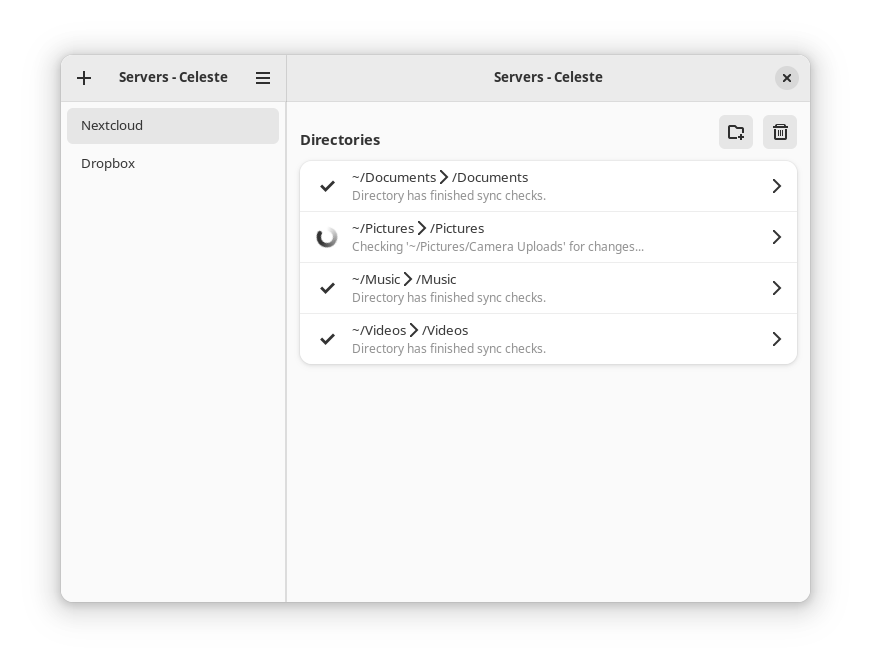 Servers - Celeste
Servers - Celeste
Nextcloud
Dropbox
Directories
~/Documents > /Documents
Directory has finished sync checks.
~/Pictures > /Pictures
Checking '~/Pictures/Camera Uploads' for changes...
~/Music > /Music
Directory has finished sync checks.
~/Videos > /Videos
Directory has finished sync checks.